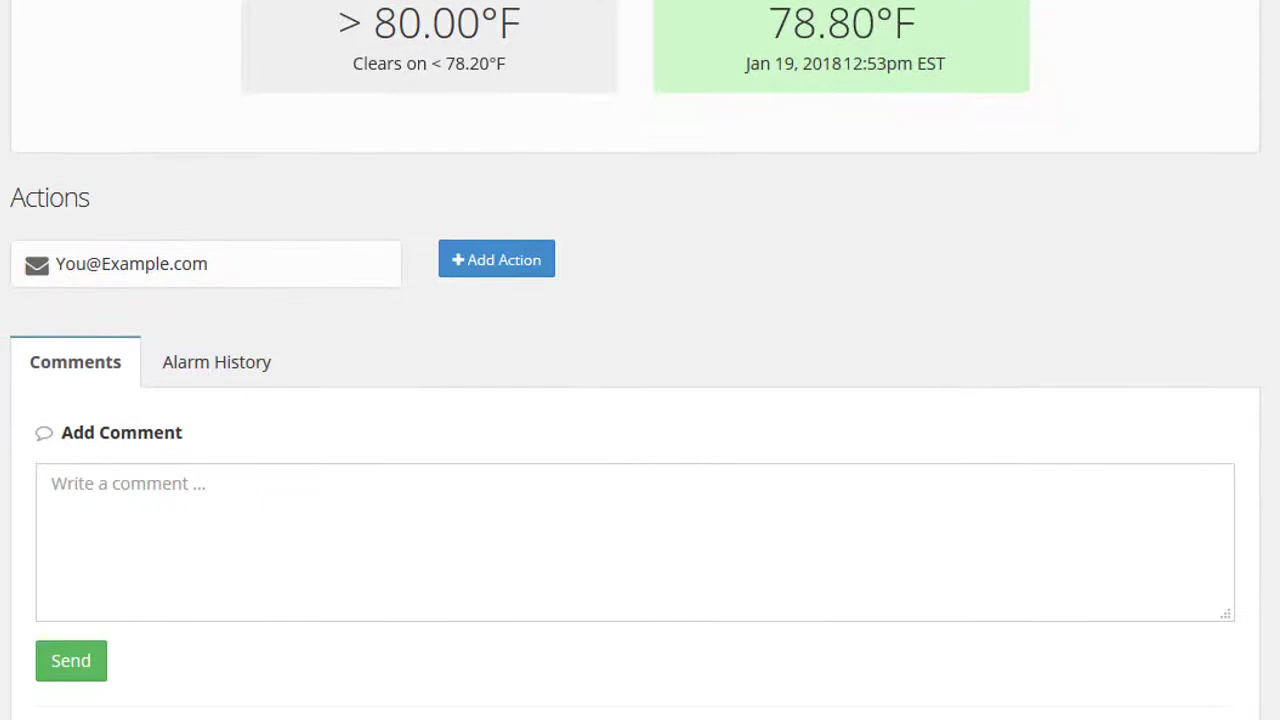 > 80.00°F
Clears on < 78.20°F
78.80°F
Jan 19, 2018 12:53pm EST
Actions
You@Example.com
Add Action
Comments
Alarm History
Add Comment
Write a comment ...
Send